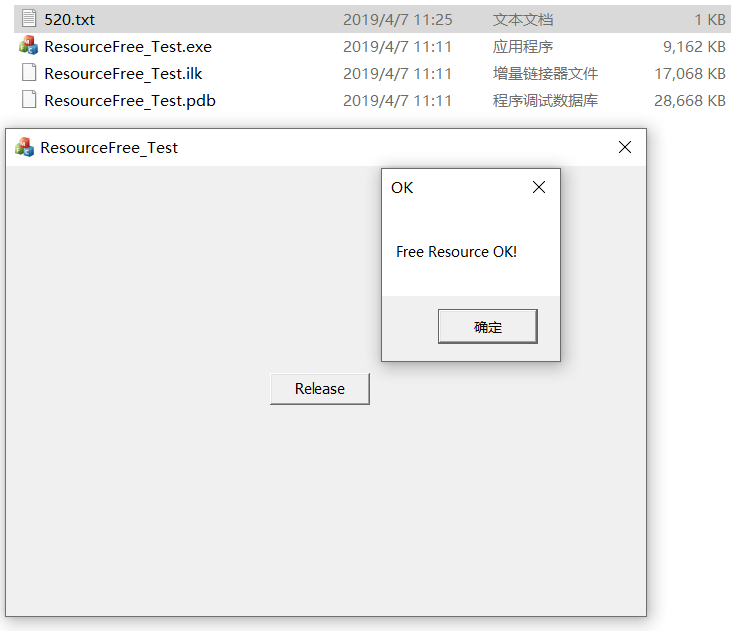 520.txt 2019/4/7 11:25 文本文档 1 KB
ResourceFree_Test.exe 2019/4/7 11:11 应用程序 9,162 KB
ResourceFree_Test.ilk 2019/4/7 11:11 增量链接器文件 17,068 KB
ResourceFree_Test.pdb 2019/4/7 11:11 程序调试数据库 28,668 KB
ResourceFree_Test
OK
Free Resource OK!
确定
Release